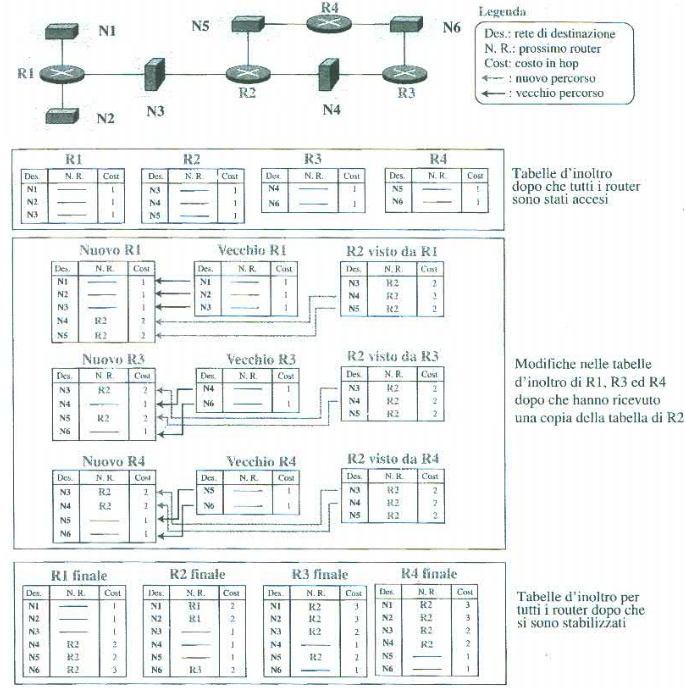 R4
Legenda
N1
N5
N6
Des.: rete di destinazione
N. R.: prossimo router
Cost: costo in hop
: nuovo percorso
: vecchio percorso
R1
N3
R2
N4
R3
N2
R1 R2 R3 R4
Des. N. R. Cost Des. N. R. Cost Des. N. R. Cost Des. N. R. Cost
N1 1 N3 1 N4 1 N5 1
N2 1 N4 1 N6 1 N6 1
N3 1 N5 1
Tabelle d'inoltro
dopo che tutti i router
sono stati accesi
Nuovo R1 Vecchio R1 R2 visto da R1
Des. N. R. Cost Des. N. R. Cost Des. N. R. Cost
N1 1 N1 1 N3 R2 2
N2 1 N2 1 N4 R2 2
N3 1 N3 1 N5 R2 2
N4 R2 2
N5 R2 2
Nuovo R3 Vecchio R3 R2 visto da R3
Des. N. R. Cost Des. N. R. Cost Des. N. R. Cost
N3 R2 2 N4 1 N3 R2 2
N4 1 N6 1 N4 R2 2
N5 R2 2 N5 R2 2
N6 1
Nuovo R4 Vecchio R4 R2 visto da R4
Des. N. R. Cost Des. N. R. Cost Des. N. R. Cost
N3 R2 2 N5 1 N3 R2 2
N4 R2 2 N6 1 N4 R2 2
N5 1 N5 R2 2
N6 1
Modifiche nelle tabelle
d'inoltro di R1, R3 ed R4
dopo che hanno ricevuto
una copia della tabella di R2
R1 finale R2 finale R3 finale R4 finale
Des. N. R. Cost Des. N. R. Cost Des. N. R. Cost Des. N. R. Cost
N1 1 N1 R1 2 N1 R2 3 N1 R2 3
N2 1 N2 R1 2 N2 R2 3 N2 R2 3
N3 1 N3 1 N3 R2 2 N3 R2 2
N4 R2 2 N4 1 N4 1 N4 R2 2
N5 R2 2 N5 1 N5 R2 2 N5 1
N6 R2 3 N6 R3 2 N6 1 N6 1
Tabelle d'inoltro per
tutti i router dopo che
si sono stabilizzati